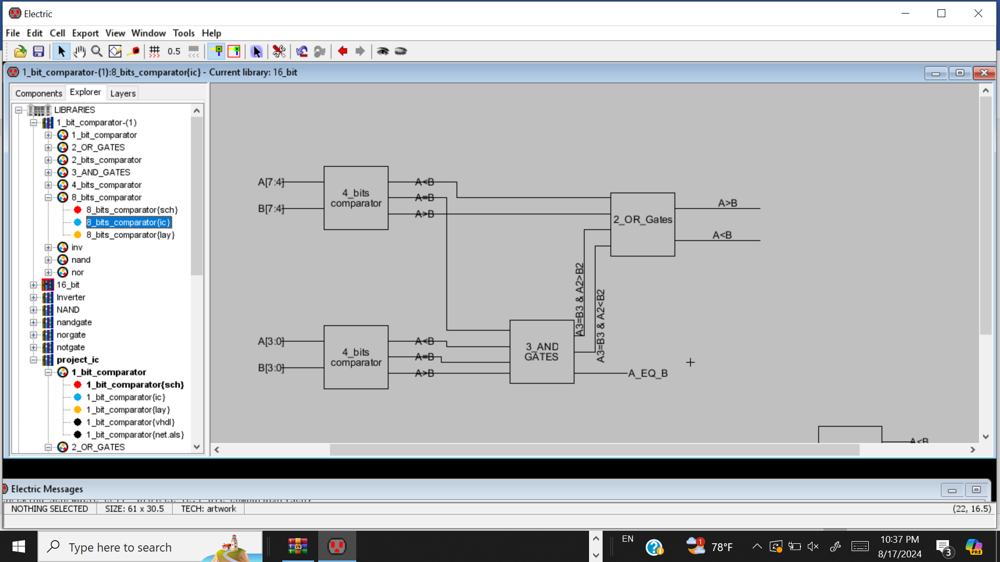 Electric
File Edit Cell Export View Window Tools Help
0.5
1_bit_comparator-(1):8_bits_comparator{ic} - Current library: 16_bit
Components Explorer Layers
LIBRARIES
1_bit_comparator-(1)
1_bit_comparator
2_OR_GATES
2_bits_comparator
3_AND_GATES
4_bits_comparator
8_bits_comparator
8_bits_comparator{sch}
8_bits_comparator{ic}
8_bits_comparator{lay}
inv
nand
nor
16_bit
Inverter
NAND
nandgate
norgate
notgate
project_ic
1_bit_comparator
1_bit_comparator{sch}
1_bit_comparator{ic}
1_bit_comparator{lay}
1_bit_comparator{vhdl}
1_bit_comparator{net.als}
2_OR_GATES
A[7:4]
B[7:4]
4_bits
comparator
A<B
A=B
A>B
2_OR_Gates
A>B
A<B
A3=B3 & A2>B2
A3=B3 & A2<B2
A[3:0]
B[3:0]
4_bits
comparator
A<B
A=B
A>B
3_AND
GATES
A_EQ_B
A<B
Electric Messages
NOTHING SELECTED SIZE: 61 x 30.5 TECH: artwork (22, 16.5)
Type here to search
EN
1
78°F
10:37 PM
8/17/2024
3
PRE